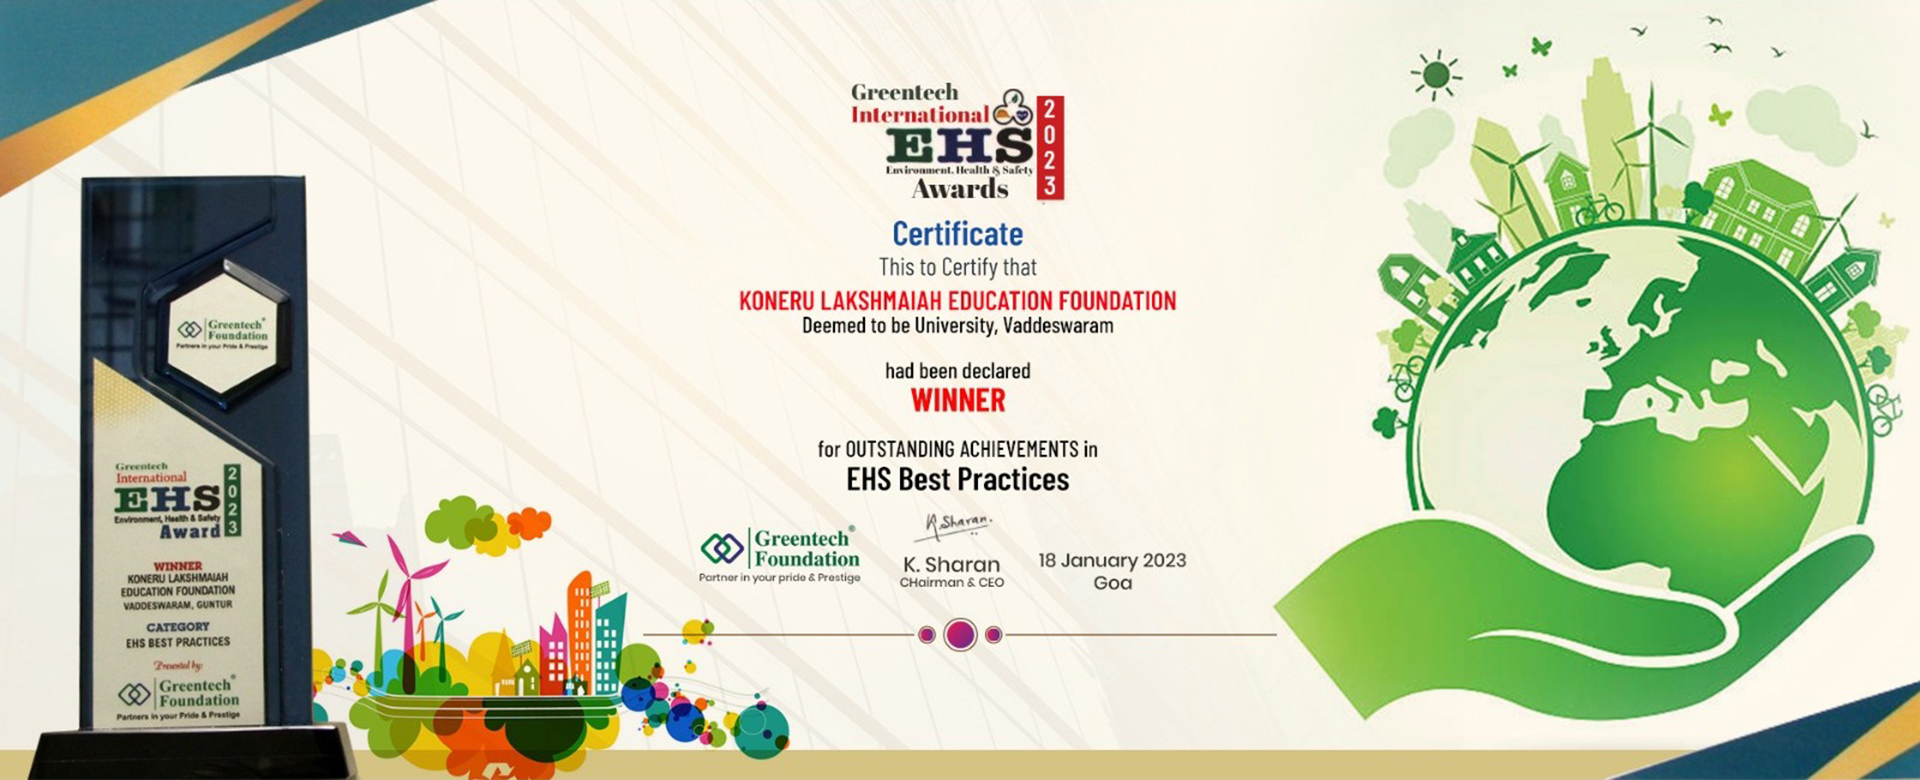 Greentech
International
EHS
Environment, Health & Safety
Awards
2023
Certificate
This to Certify that
KONERU LAKSHMAIAH EDUCATION FOUNDATION
Deemed to be University, Vaddeswaram
had been declared
WINNER
for OUTSTANDING ACHIEVEMENTS in
EHS Best Practices
Greentech®
Foundation
Partner in your pride & Prestige
K. Sharan.
K. Sharan
CHairman & CEO
18 January 2023
Goa
Greentech®
Foundation
Partners in your Pride & Prestige
Greentech
International
EHS
Environment, Health & Safety
Award
2023
WINNER
KONERU LAKSHMAIAH
EDUCATION FOUNDATION
VADDESWARAM, GUNTUR
CATEGORY
EHS BEST PRACTICES
Presented by:
Greentech®
Foundation
Partners in your Pride & Prestige